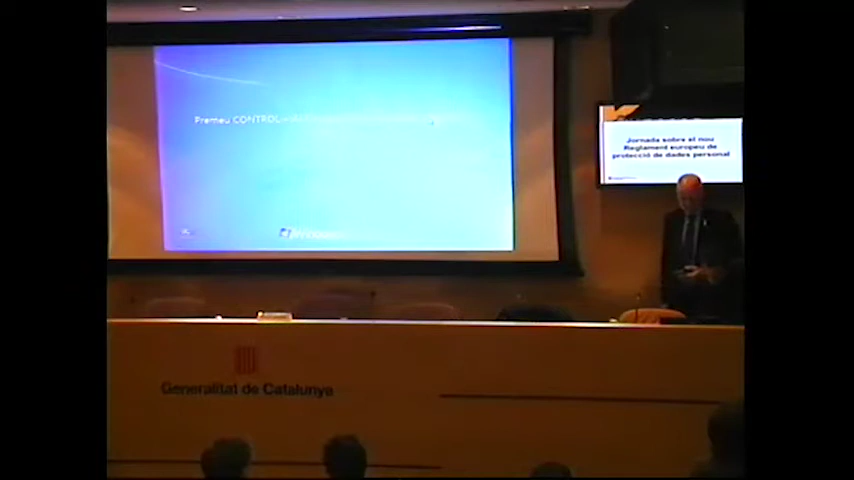 Premeu CONTROL
Jornada sobre el nou
Reglament europeu de
protecció de dades personal
Generalitat de Catalunya